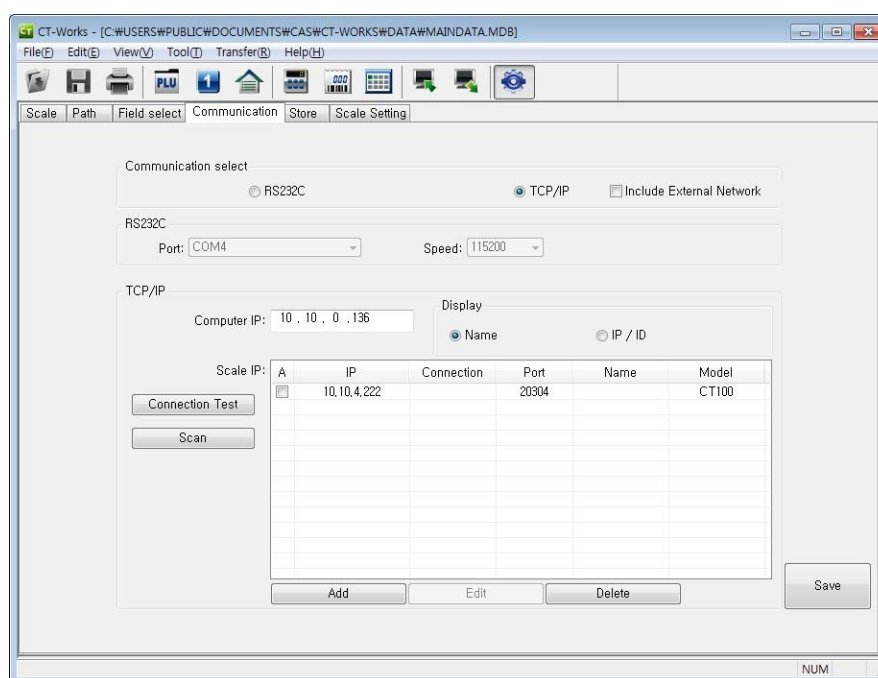 CT-Works - [C:₩USERS₩PUBLIC₩DOCUMENTS₩CAS₩CT-WORKS₩DATA₩MAINDATA.MDB]
File(F) Edit(E) View(V) Tool(T) Transfer(R) Help(H)
PLU 1 000
Scale Path Field select Communication Store Scale Setting
Communication select
RS232C TCP/IP Include External Network
RS232C
Port: COM4 Speed: 115200
TCP/IP
Display
Computer IP: 10 . 10 . 0 .136
Name IP / ID
Scale IP: A IP Connection Port Name Model
10,10,4,222 20304 CT100
Connection Test
Scan
Add Edit Delete
Save
NUM